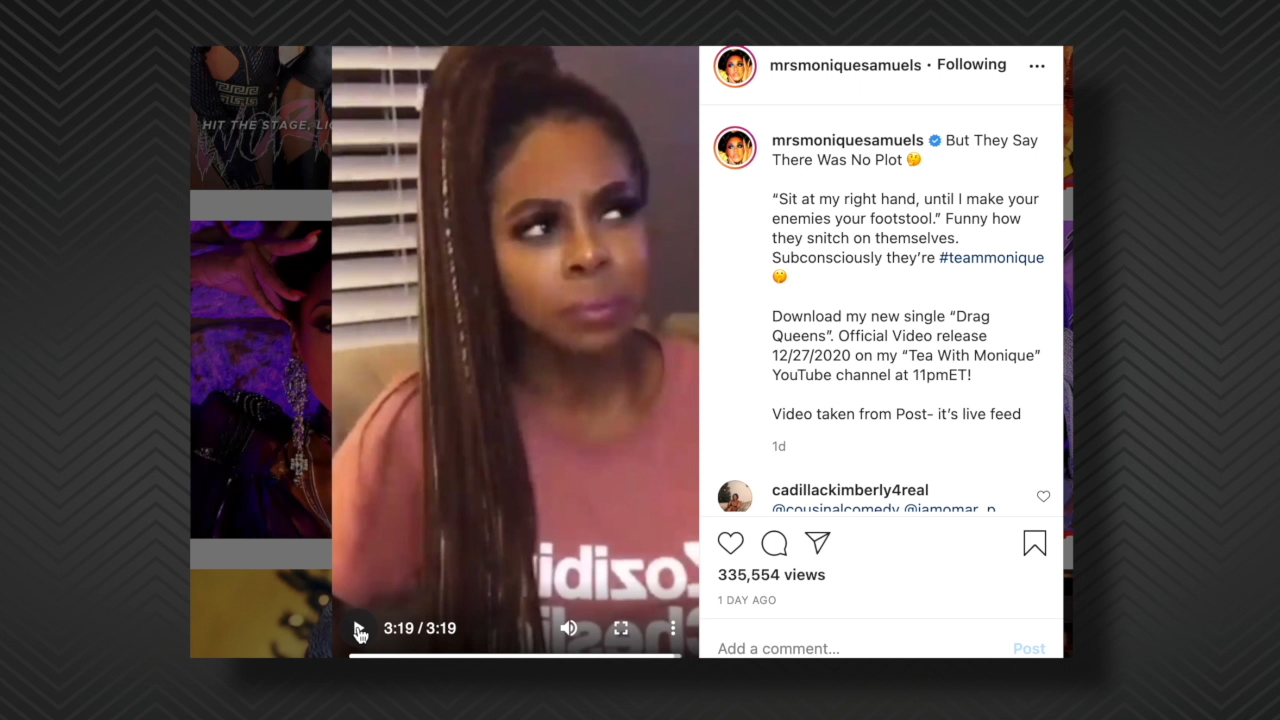 HIT THE STAGE, LI
mrsmoniquesamuels • Following
mrsmoniquesamuels But They Say
There Was No Plot 🤔
“Sit at my right hand, until I make your
enemies your footstool.” Funny how
they snitch on themselves.
Subconsciously they’re #teammonique
🤭
Download my new single “Drag
Queens”. Official Video release
12/27/2020 on my “Tea With Monique”
YouTube channel at 11pmET!
Video taken from Post- it’s live feed
1d
cadillackimberly4real
@cousinalcomedy @iamomar_p
335,554 views
1 DAY AGO
Add a comment... Post
Zozibi
3:19 / 3:19